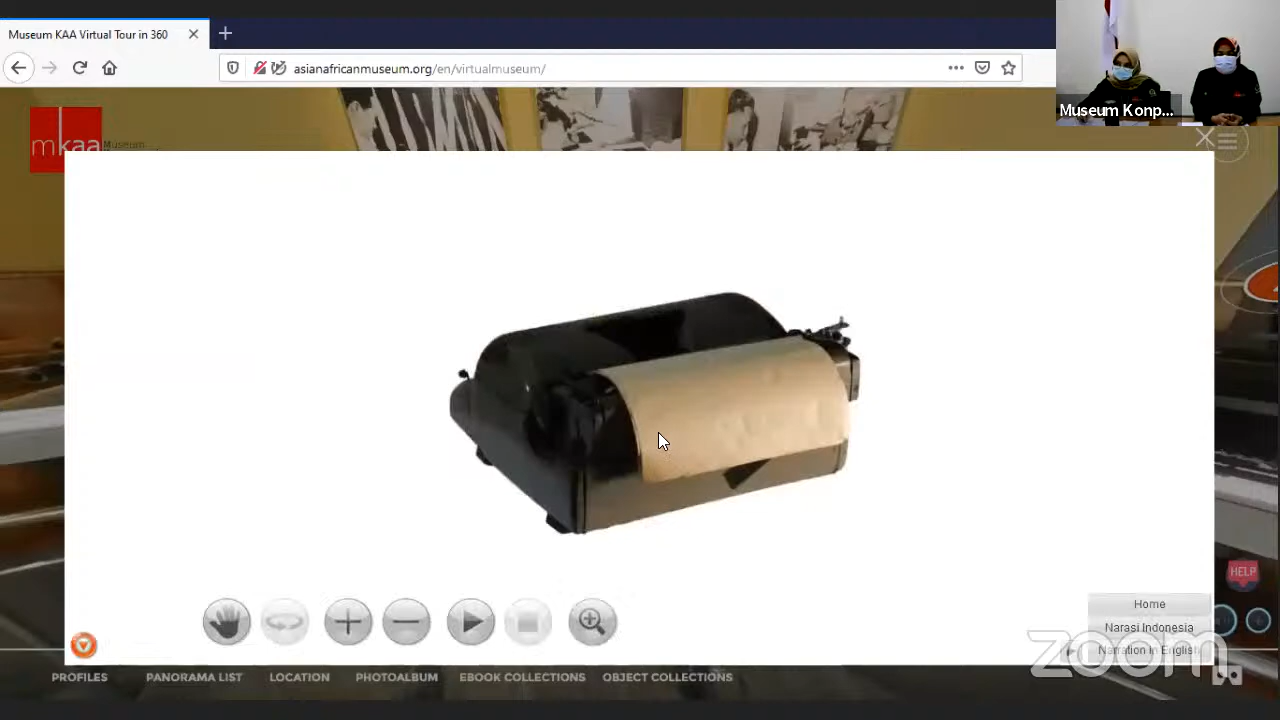 Museum KAA Virtual Tour in 360
asianafricanmuseum.org/en/virtualmuseum/
Museum Konp...
mkaa Museum
HELP
Home
Narasi Indonesia
Narration in English
zoom
PROFILES PANORAMA LIST LOCATION PHOTOALBUM EBOOK COLLECTIONS OBJECT COLLECTIONS